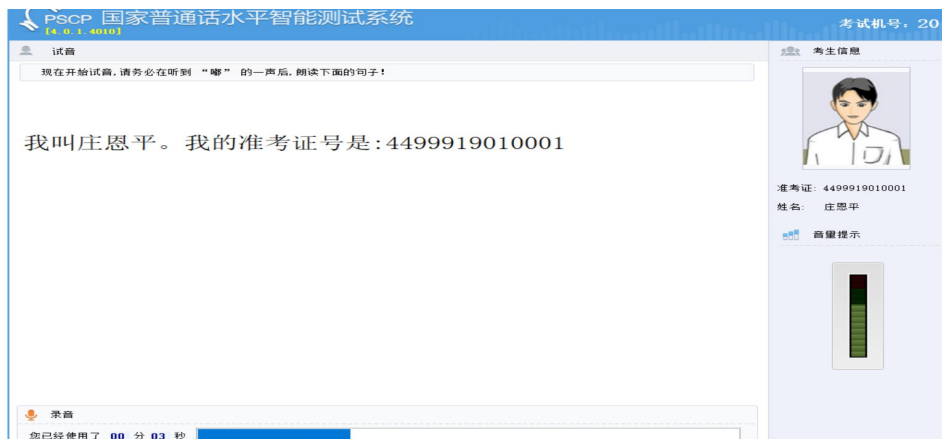 PSCP 国家普通话水平智能测试系统
[4.0.1.4010]
考试机号: 20
试音
现在开始试音,请务必在听到 “嘟” 的一声后,朗读下面的句子!
我叫庄恩平。我的准考证号是:4499919010001
考生信息
准考证: 4499919010001
姓名: 庄恩平
音量提示
录音
您已经使用了 00 分 03 秒